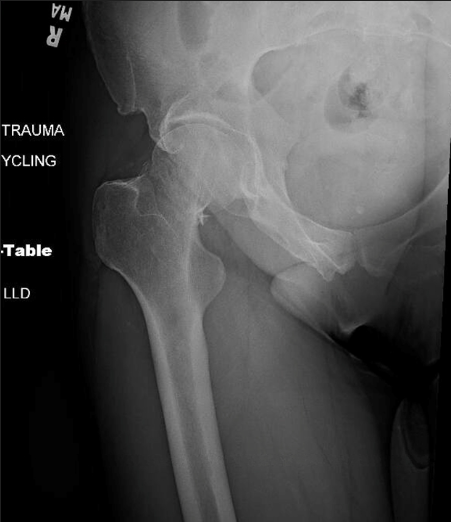 R
MA
TRAUMA
YCLING
-Table
LLD